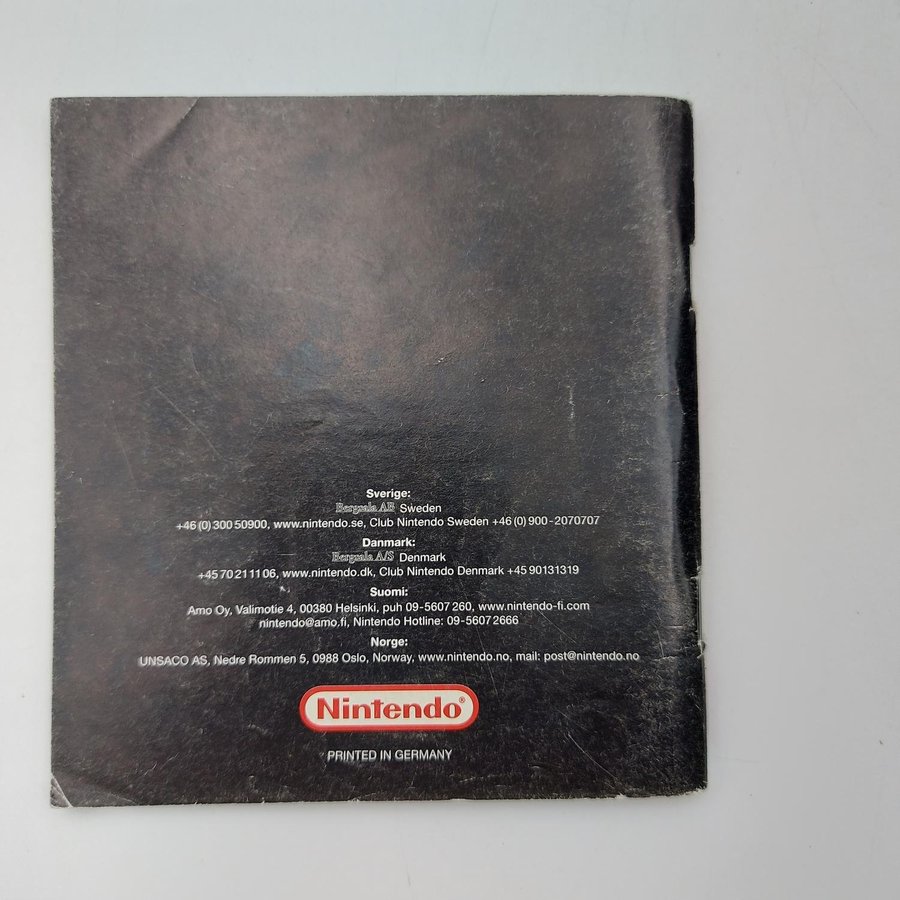 Sverige:
Bergsala AB Sweden
+46 (0) 300 50900, www.nintendo.se, Club Nintendo Sweden +46 (0) 900-2070707
Danmark:
Bergsala A/S Denmark
+45 70 21 11 06, www.nintendo.dk, Club Nintendo Denmark +45 90131319
Suomi:
Amo Oy, Valimotie 4, 00380 Helsinki, puh 09-5607 260, www.nintendo-fi.com
nintendo@amo.fi, Nintendo Hotline: 09-5607 2666
Norge:
UNSACO AS, Nedre Rommen 5, 0988 Oslo, Norway, www.nintendo.no, mail: post@nintendo.no
Nintendo®
PRINTED IN GERMANY